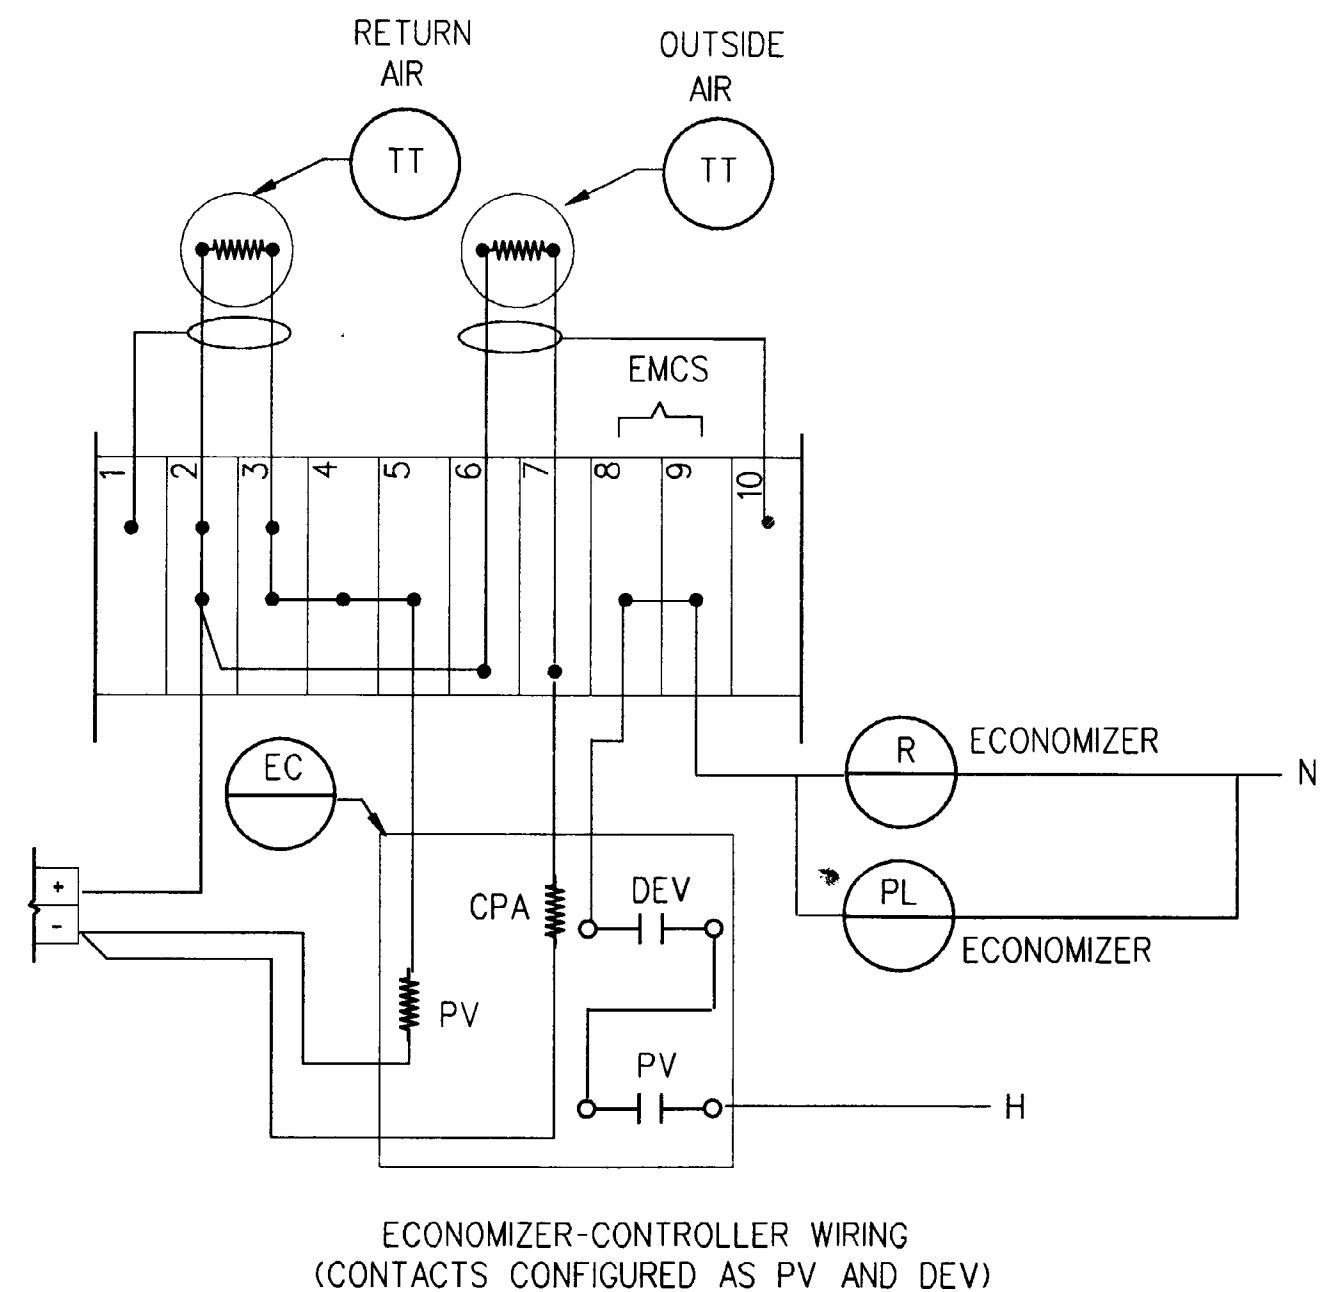 RETURN
AIR
OUTSIDE
AIR
TT
TT
EMCS
1
2
3
4
5
6
7
8
9
10
EC
R
ECONOMIZER
N
+
-
CPA
DEV
PL
ECONOMIZER
PV
PV
H
ECONOMIZER-CONTROLLER WIRING
(CONTACTS CONFIGURED AS PV AND DEV)